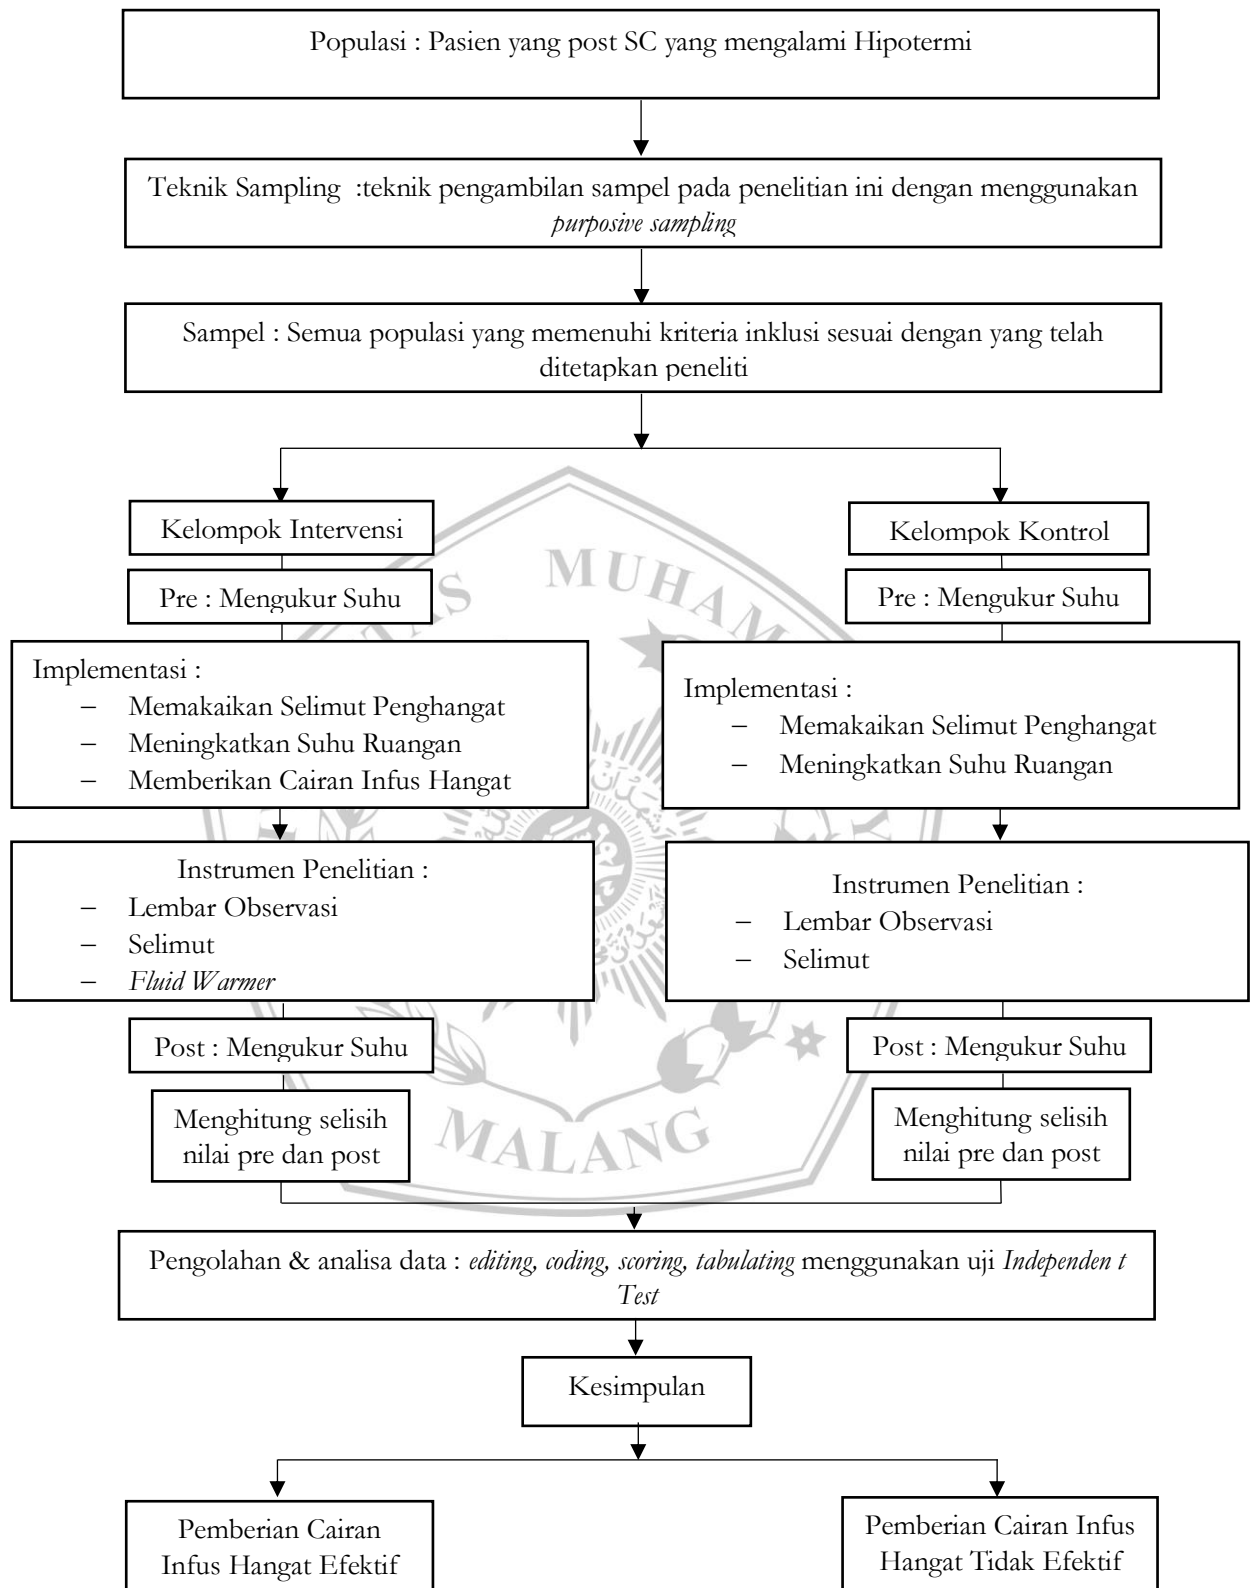 Populasi : Pasien yang post SC yang mengalami Hipotermi
Teknik Sampling  :teknik pengambilan sampel pada penelitian ini dengan menggunakan
purposive sampling
Sampel : Semua populasi yang memenuhi kriteria inklusi sesuai dengan yang telah
ditetapkan peneliti
Kelompok Intervensi
Kelompok Kontrol
Pre : Mengukur Suhu
Pre : Mengukur Suhu
Implementasi :
– Memakaikan Selimut Penghangat
– Meningkatkan Suhu Ruangan
– Memberikan Cairan Infus Hangat
Implementasi :
– Memakaikan Selimut Penghangat
– Meningkatkan Suhu Ruangan
Instrumen Penelitian :
– Lembar Observasi
– Selimut
– Fluid Warmer
Instrumen Penelitian :
– Lembar Observasi
– Selimut
Post : Mengukur Suhu
Post : Mengukur Suhu
Menghitung selisih
nilai pre dan post
Menghitung selisih
nilai pre dan post
Pengolahan & analisa data : editing, coding, scoring, tabulating menggunakan uji Independen t
Test
Kesimpulan
Pemberian Cairan
Infus Hangat Efektif
Pemberian Cairan Infus
Hangat Tidak Efektif
TAS MUHAM
MALANG